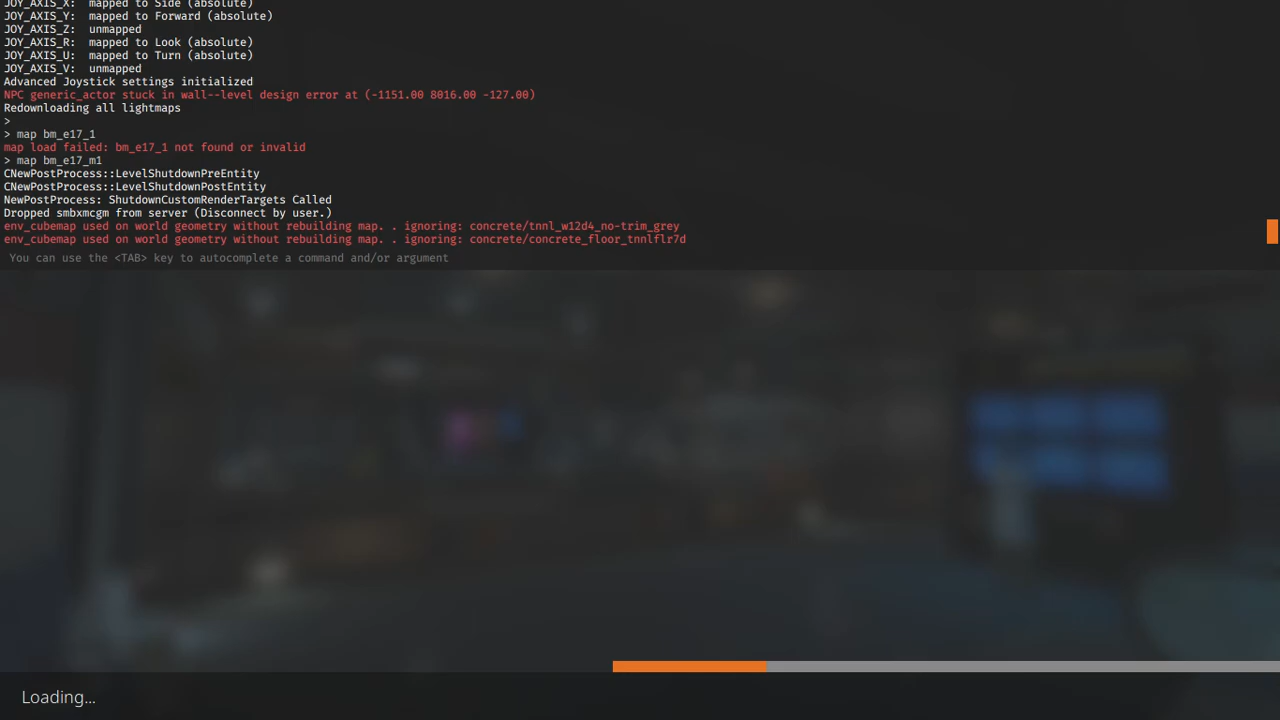 JOY_AXIS_X:  mapped to Side (absolute)
JOY_AXIS_Y:  mapped to Forward (absolute)
JOY_AXIS_Z:  unmapped
JOY_AXIS_R:  mapped to Look (absolute)
JOY_AXIS_U:  mapped to Turn (absolute)
JOY_AXIS_V:  unmapped
Advanced Joystick settings initialized
NPC generic_actor stuck in wall--level design error at (-1151.00 8016.00 -127.00)
Redownloading all lightmaps
>
> map bm_e17_1
map load failed: bm_e17_1 not found or invalid
> map bm_e17_m1
CNewPostProcess::LevelShutdownPreEntity
CNewPostProcess::LevelShutdownPostEntity
NewPostProcess: ShutdownCustomRenderTargets Called
Dropped smbxmcgm from server (Disconnect by user.)
env_cubemap used on world geometry without rebuilding map. . ignoring: concrete/tnnl_w12d4_no-trim_grey
env_cubemap used on world geometry without rebuilding map. . ignoring: concrete/concrete_floor_tnnlflr7d
You can use the <TAB> key to autocomplete a command and/or argument
Loading...